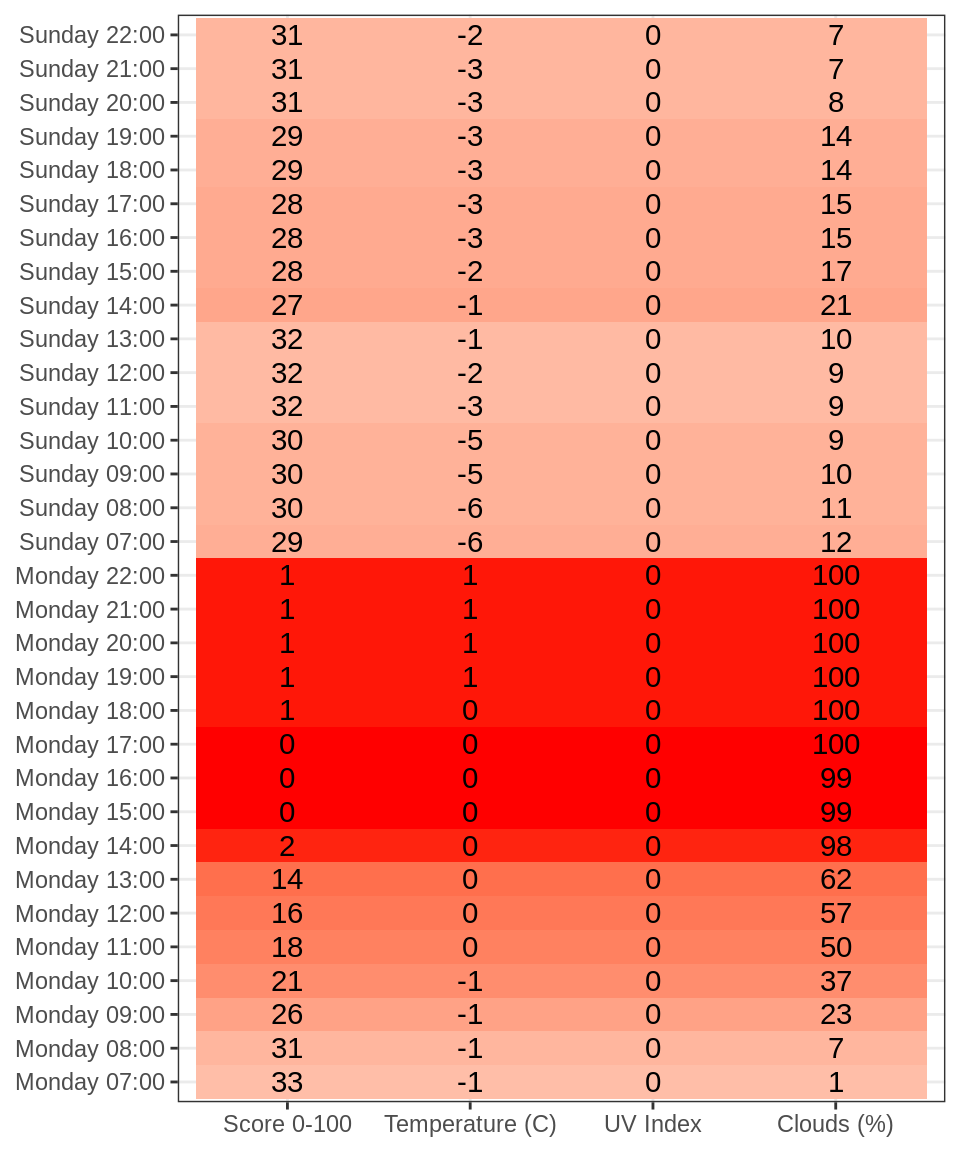 Sunday 22:00 31 -2 0 7
Sunday 21:00 31 -3 0 7
Sunday 20:00 31 -3 0 8
Sunday 19:00 29 -3 0 14
Sunday 18:00 29 -3 0 14
Sunday 17:00 28 -3 0 15
Sunday 16:00 28 -3 0 15
Sunday 15:00 28 -2 0 17
Sunday 14:00 27 -1 0 21
Sunday 13:00 32 -1 0 10
Sunday 12:00 32 -2 0 9
Sunday 11:00 32 -3 0 9
Sunday 10:00 30 -5 0 9
Sunday 09:00 30 -5 0 10
Sunday 08:00 30 -6 0 11
Sunday 07:00 29 -6 0 12
Monday 22:00 1 1 0 100
Monday 21:00 1 1 0 100
Monday 20:00 1 1 0 100
Monday 19:00 1 1 0 100
Monday 18:00 1 0 0 100
Monday 17:00 0 0 0 100
Monday 16:00 0 0 0 99
Monday 15:00 0 0 0 99
Monday 14:00 2 0 0 98
Monday 13:00 14 0 0 62
Monday 12:00 16 0 0 57
Monday 11:00 18 0 0 50
Monday 10:00 21 -1 0 37
Monday 09:00 26 -1 0 23
Monday 08:00 31 -1 0 7
Monday 07:00 33 -1 0 1
Score 0-100 Temperature (C) UV Index Clouds (%)